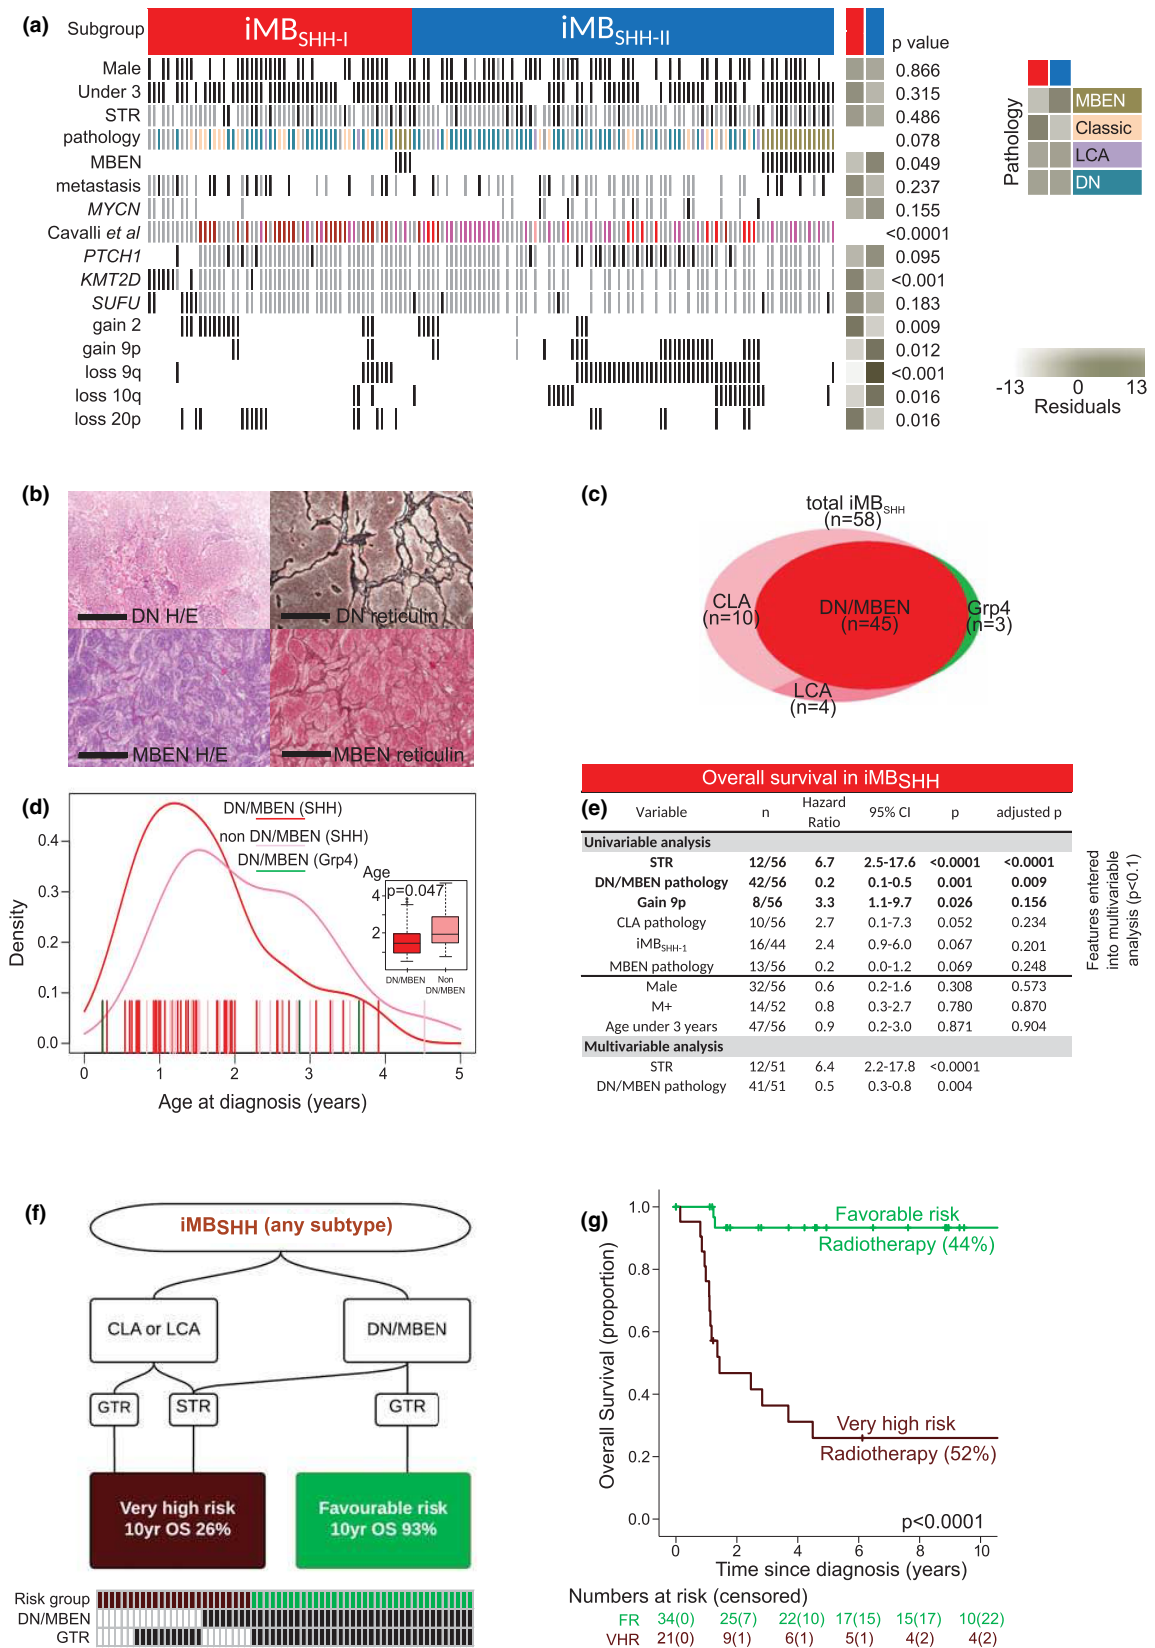 (a)
Subgroup iMBSHH-I iMBSHH-II p value
Male 0.866
Under 3 0.315
STR 0.486
pathology 0.078
MBEN 0.049
metastasis 0.237
MYCN 0.155
Cavalli et al <0.0001
PTCH1 0.095
KMT2D <0.001
SUFU 0.183
gain 2 0.009
gain 9p 0.012
loss 9q <0.001
loss 10q 0.016
loss 20p 0.016
Pathology
MBEN
Classic
LCA
DN
-13 0 13
Residuals
(b)
DN H/E
DN reticulin
MBEN H/E
MBEN reticulin
(c)
total iMBSHH
(n=58)
CLA
(n=10)
DN/MBEN
(n=45)
Grp4
(n=3)
LCA
(n=4)
(d)
DN/MBEN (SHH)
non DN/MBEN (SHH)
DN/MBEN (Grp4)
Age
p=0.047
4
2
DN/MBEN
Non
DN/MBEN
Density
0.4
0.3
0.2
0.1
0.0
0 1 2 3 4 5
Age at diagnosis (years)
Overall survival in iMBSHH
(e)
Variable n Hazard Ratio 95% CI p adjusted p
Univariable analysis
STR 12/56 6.7 2.5-17.6 <0.0001 <0.0001
DN/MBEN pathology 42/56 0.2 0.1-0.5 0.001 0.009
Gain 9p 8/56 3.3 1.1-9.7 0.026 0.156
CLA pathology 10/56 2.7 0.1-7.3 0.052 0.234
iMBSHH-1 16/44 2.4 0.9-6.0 0.067 0.201
MBEN pathology 13/56 0.2 0.0-1.2 0.069 0.248
Male 32/56 0.6 0.2-1.6 0.308 0.573
M+ 14/52 0.8 0.3-2.7 0.780 0.870
Age under 3 years 47/56 0.9 0.2-3.0 0.871 0.904
Multivariable analysis
STR 12/51 6.4 2.2-17.8 <0.0001
DN/MBEN pathology 41/51 0.5 0.3-0.8 0.004
Features entered
into multivariable
analysis (p<0.1)
(f)
iMBSHH (any subtype)
CLA or LCA
DN/MBEN
GTR
STR
GTR
Very high risk
10yr OS 26%
Favourable risk
10yr OS 93%
Risk group
DN/MBEN
GTR
(g)
Overall Survival (proportion)
1.0
0.8
0.6
0.4
0.2
0.0
Favorable risk
Radiotherapy (44%)
Very high risk
Radiotherapy (52%)
p<0.0001
0 2 4 6 8 10
Time since diagnosis (years)
Numbers at risk (censored)
FR 34(0) 25(7) 22(10) 17(15) 15(17) 10(22)
VHR 21(0) 9(1) 6(1) 5(1) 4(2) 4(2)